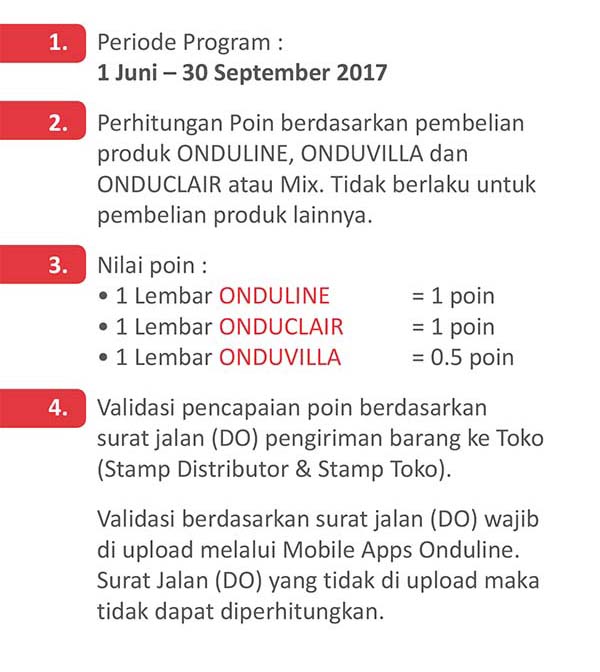 1. Periode Program :
1 Juni – 30 September 2017
2. Perhitungan Poin berdasarkan pembelian
produk ONDULINE, ONDUVILLA dan
ONDUCLAIR atau Mix. Tidak berlaku untuk
pembelian produk lainnya.
3. Nilai poin :
• 1 Lembar ONDULINE = 1 poin
• 1 Lembar ONDUCLAIR = 1 poin
• 1 Lembar ONDUVILLA = 0.5 poin
4. Validasi pencapaian poin berdasarkan
surat jalan (DO) pengiriman barang ke Toko
(Stamp Distributor & Stamp Toko).
Validasi berdasarkan surat jalan (DO) wajib
di upload melalui Mobile Apps Onduline.
Surat Jalan (DO) yang tidak di upload maka
tidak dapat diperhitungkan.